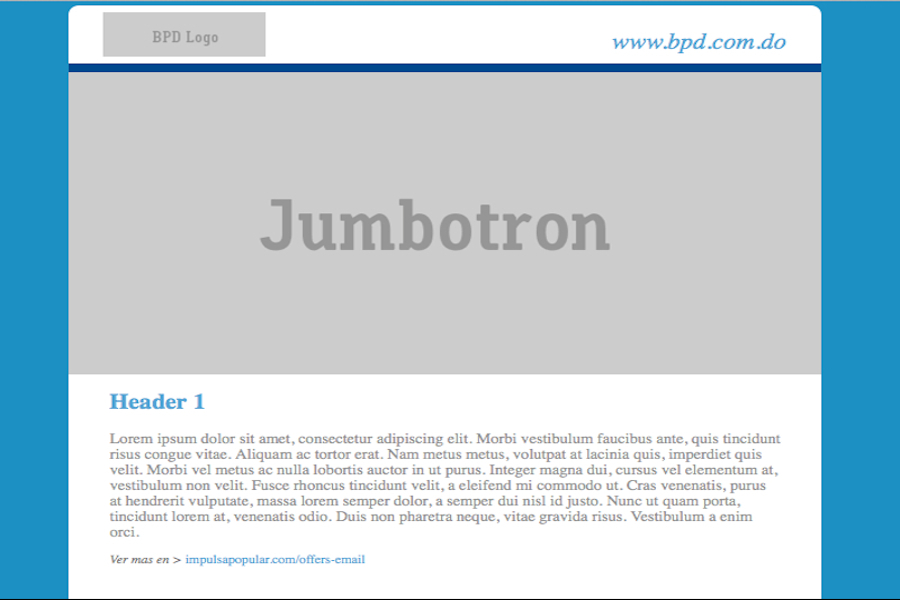 BPD Logo
www.bpd.com.do
Jumbotron
Header 1
Lorem ipsum dolor sit amet, consectetur adipiscing elit. Morbi vestibulum faucibus ante, quis tincidunt
risus congue vitae. Aliquam ac tortor erat. Nam metus metus, volutpat at lacinia quis, imperdiet quis
velit. Morbi vel metus ac nulla lobortis auctor in ut purus. Integer magna dui, cursus vel elementum at,
vestibulum non velit. Fusce rhoncus tincidunt velit, a eleifend mi commodo ut. Cras venenatis, purus
at hendrerit vulputate, massa lorem semper dolor, a semper dui nisl id justo. Nunc ut quam porta,
tincidunt lorem at, venenatis odio. Duis non pharetra neque, vitae gravida risus. Vestibulum a enim
orci.
Ver mas en > impulsapopular.com/offers-email